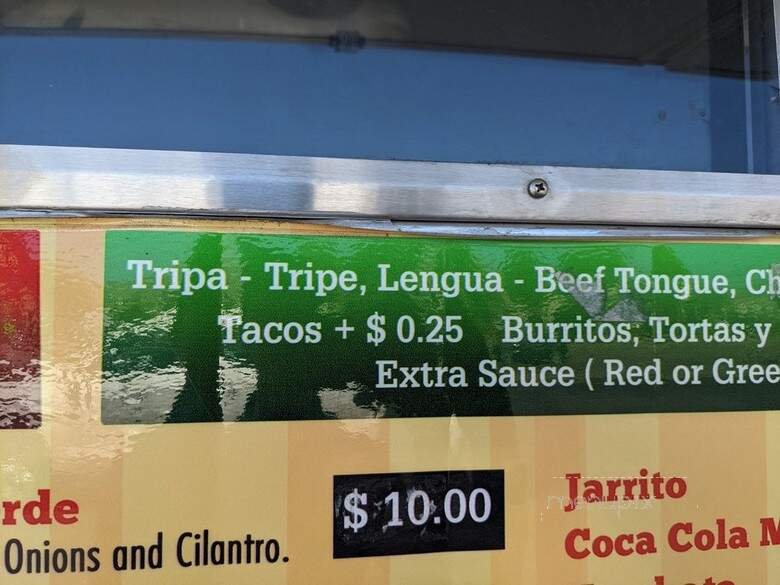 Tripa - Tripe, Lengua - Beef Tongue, Ch
Tacos + $ 0.25 Burritos, Tortas y
Extra Sauce ( Red or Gree
rde
Onions and Cilantro.
$ 10.00
Jarrito
Coca Cola M
menupix